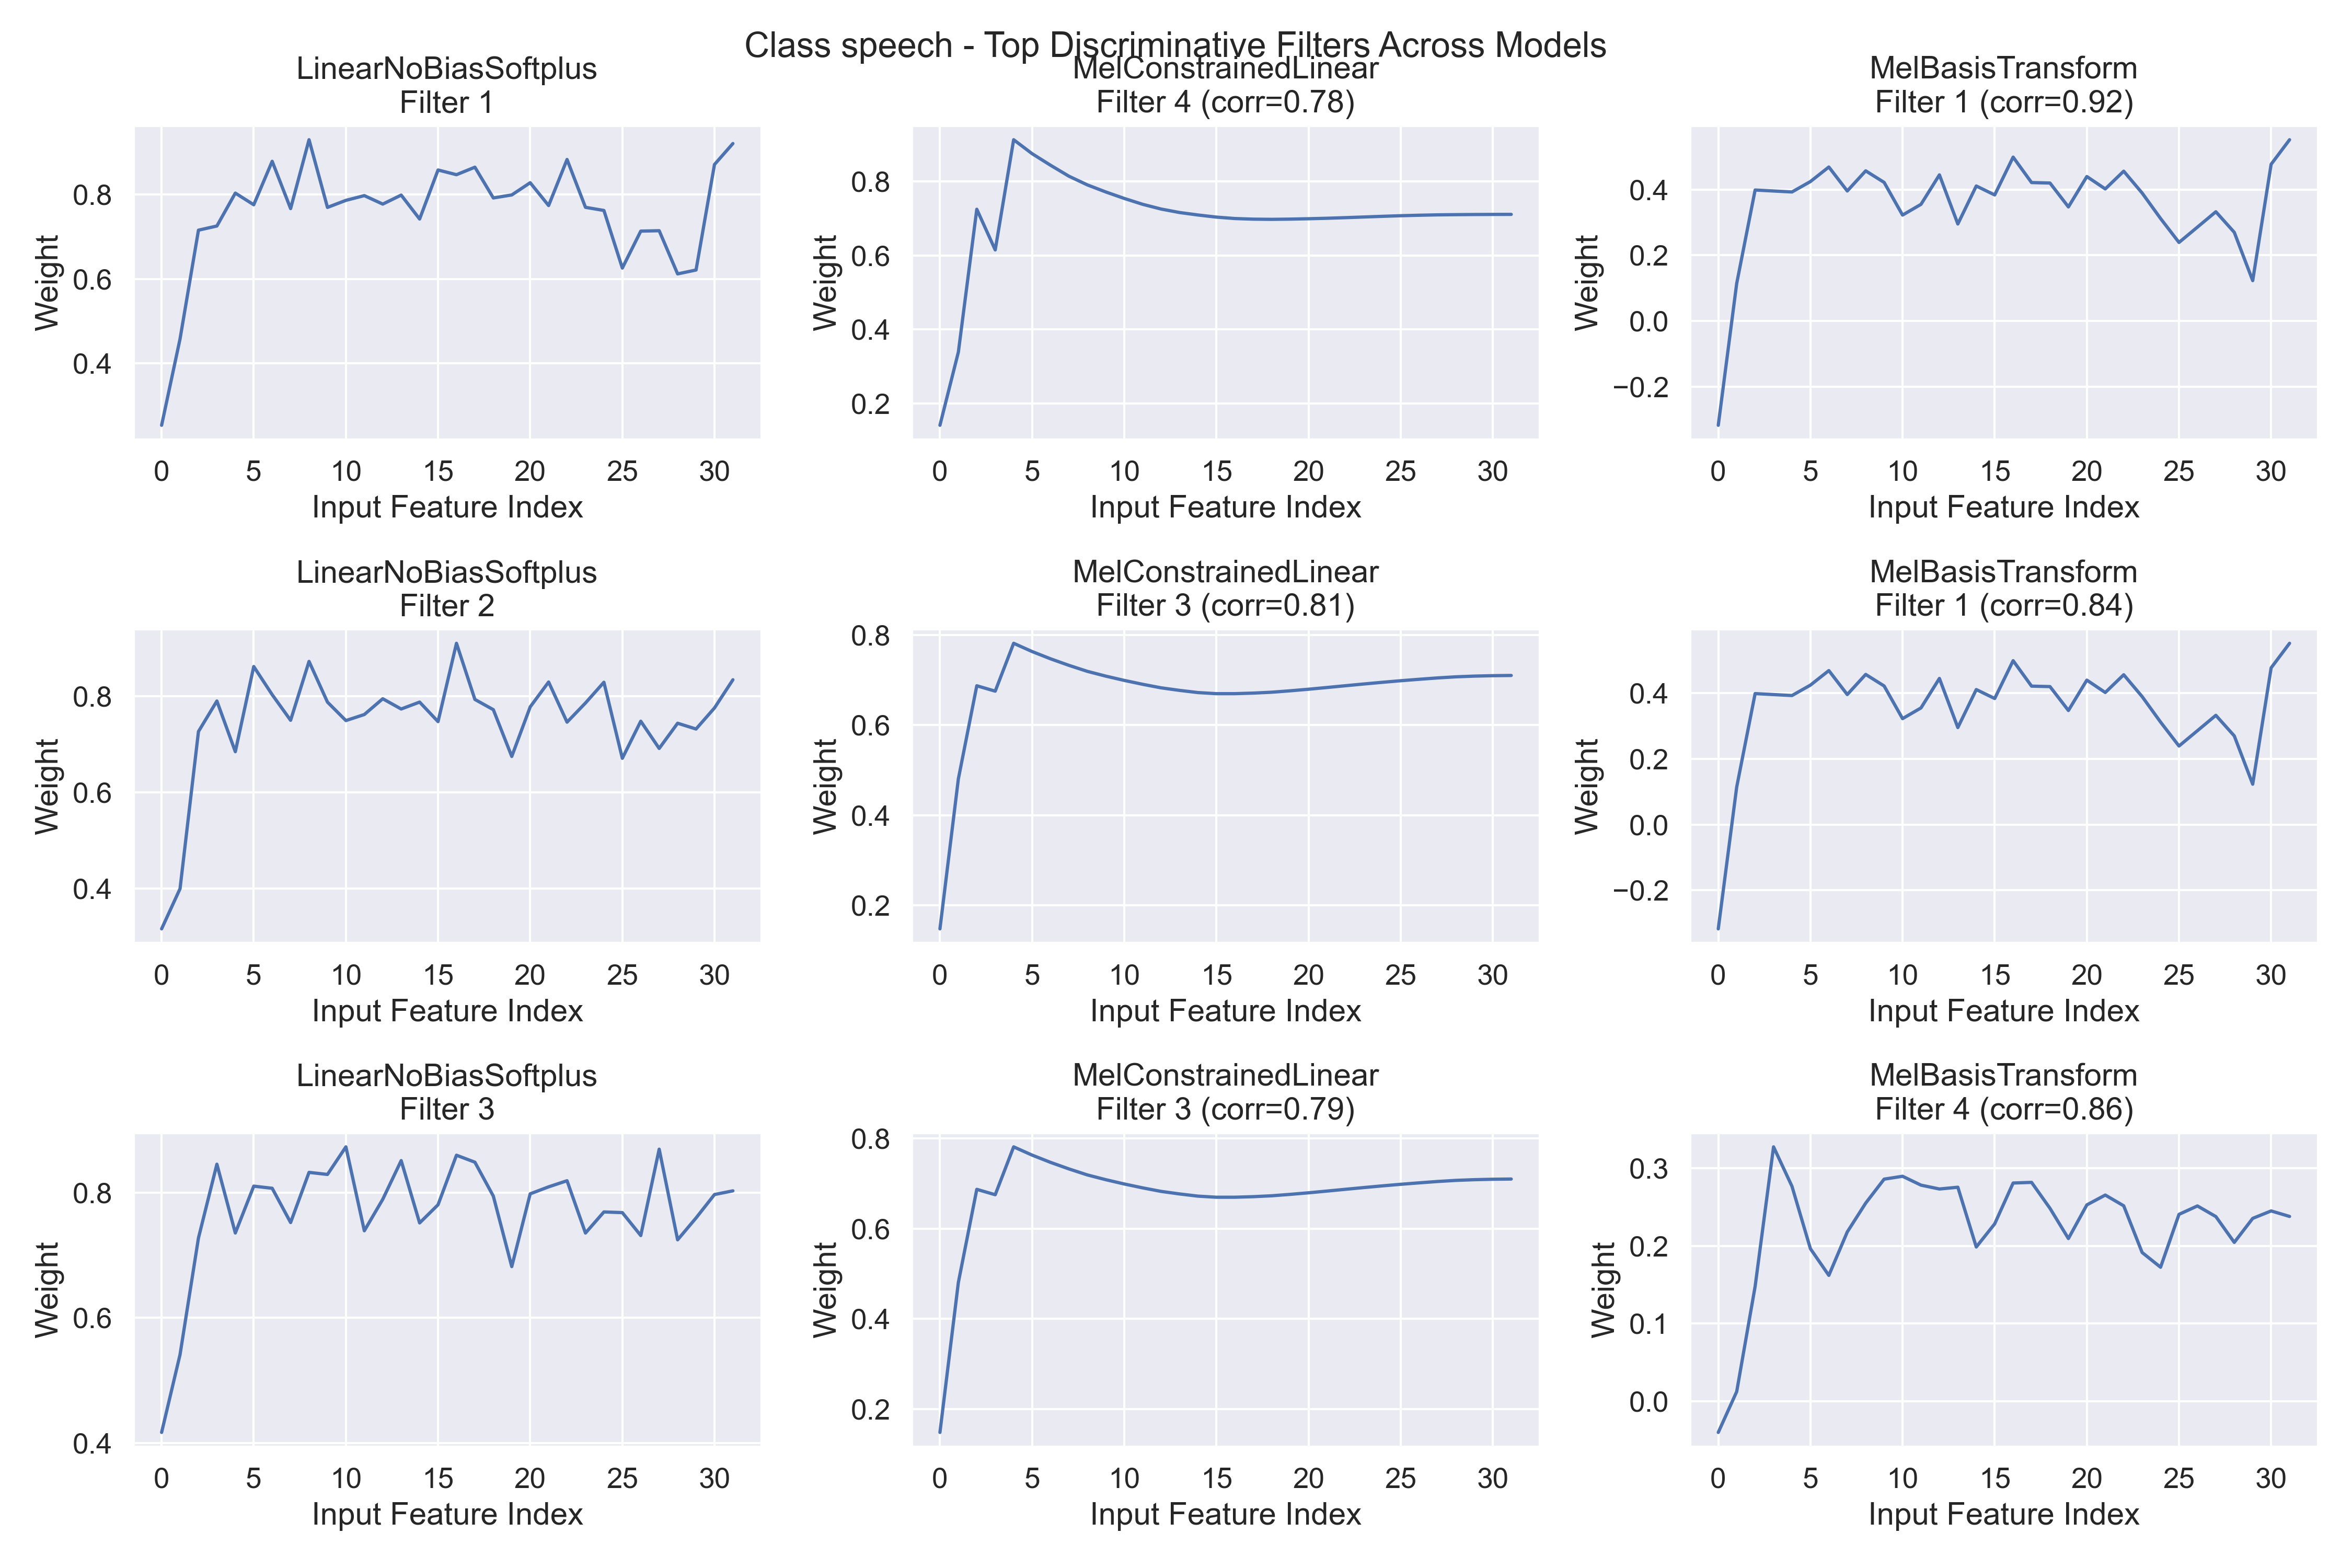 Class speech - Top Discriminative Filters Across Models
LinearNoBiasSoftplus
Filter 1
Weight
0.8
0.6
0.4
0 5 10 15 20 25 30
Input Feature Index
MelConstrainedLinear
Filter 4 (corr=0.78)
Weight
0.8
0.6
0.4
0.2
0 5 10 15 20 25 30
Input Feature Index
MelBasisTransform
Filter 1 (corr=0.92)
Weight
0.4
0.2
0.0
−0.2
0 5 10 15 20 25 30
Input Feature Index
LinearNoBiasSoftplus
Filter 2
Weight
0.8
0.6
0.4
0 5 10 15 20 25 30
Input Feature Index
MelConstrainedLinear
Filter 3 (corr=0.81)
Weight
0.8
0.6
0.4
0.2
0 5 10 15 20 25 30
Input Feature Index
MelBasisTransform
Filter 1 (corr=0.84)
Weight
0.4
0.2
0.0
−0.2
0 5 10 15 20 25 30
Input Feature Index
LinearNoBiasSoftplus
Filter 3
Weight
0.8
0.6
0.4
0 5 10 15 20 25 30
Input Feature Index
MelConstrainedLinear
Filter 3 (corr=0.79)
Weight
0.8
0.6
0.4
0.2
0 5 10 15 20 25 30
Input Feature Index
MelBasisTransform
Filter 4 (corr=0.86)
Weight
0.3
0.2
0.1
0.0
0 5 10 15 20 25 30
Input Feature Index